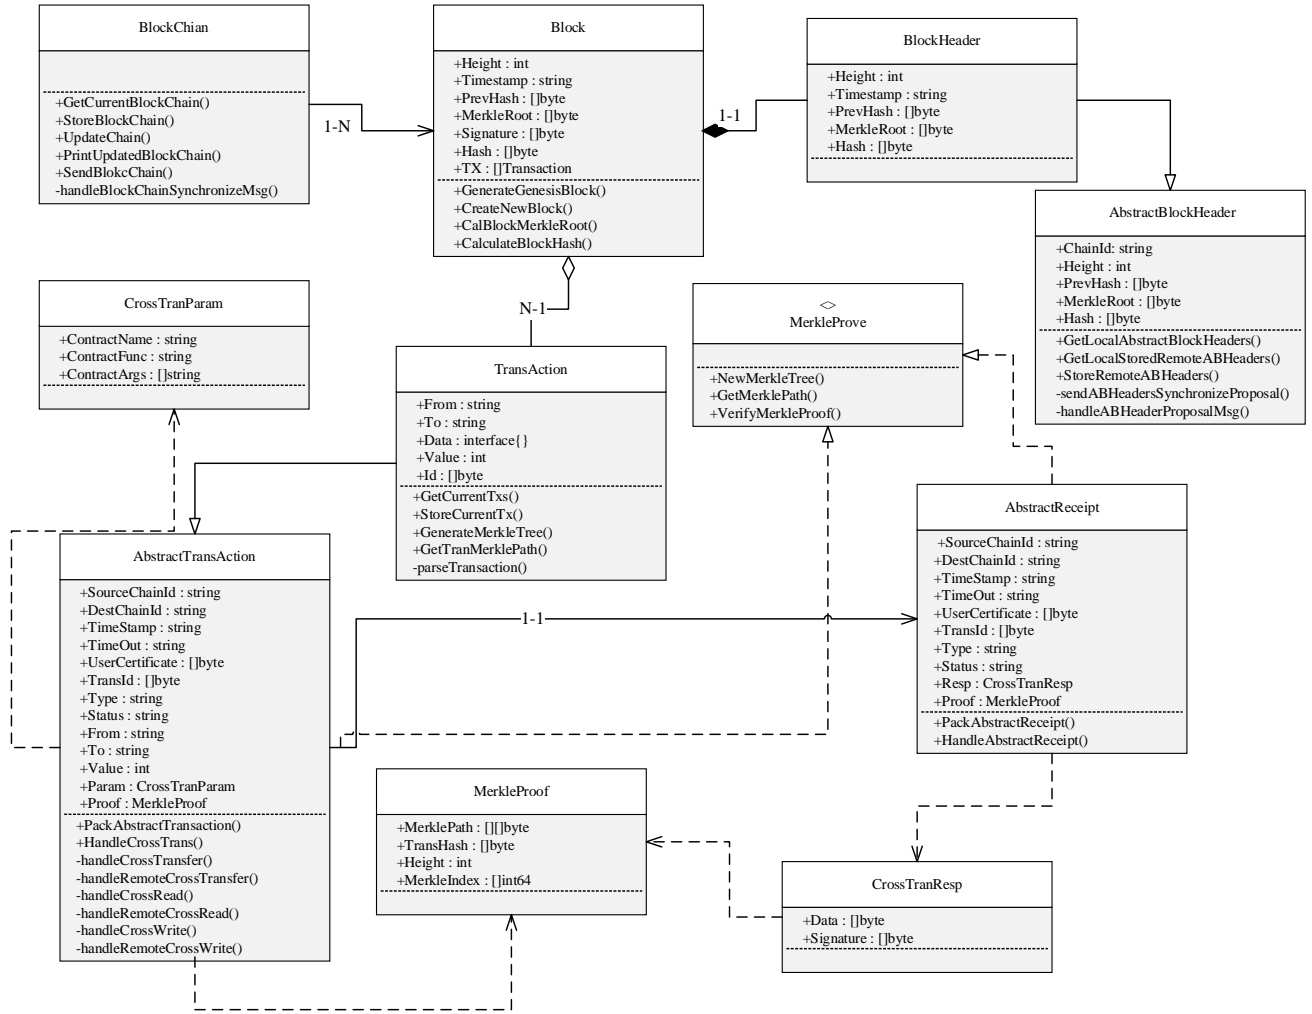 BlockChian
+GetCurrentBlockChain()
+StoreBlockChain()
+UpdateChain()
+PrintUpdatedBlockChain()
+SendBlokcChain()
-handleBlockChainSynchronizeMsg()
1-N
Block
+Height : int
+Timestamp : string
+PrevHash : []byte
+MerkleRoot : []byte
+Signature : []byte
+Hash : []byte
+TX : []Transaction
+GenerateGenesisBlock()
+CreateNewBlock()
+CalBlockMerkleRoot()
+CalculateBlockHash()
1-1
BlockHeader
+Height : int
+Timestamp : string
+PrevHash : []byte
+MerkleRoot : []byte
+Hash : []byte
AbstractBlockHeader
+ChainId: string
+Height : int
+PrevHash : []byte
+MerkleRoot : []byte
+Hash : []byte
+GetLocalAbstractBlockHeaders()
+GetLocalStoredRemoteABHeaders()
+StoreRemoteABHeaders()
-sendABHeadersSynchronizeProposal()
-handleABHeaderProposalMsg()
CrossTranParam
+ContractName : string
+ContractFunc : string
+ContractArgs : []string
N-1
TransAction
+From : string
+To : string
+Data : interface{}
+Value : int
+Id : []byte
+GetCurrentTxs()
+StoreCurrentTx()
+GenerateMerkleTree()
+GetTranMerklePath()
-parseTransaction()
<>
MerkleProve
+NewMerkleTree()
+GetMerklePath()
+VerifyMerkleProof()
AbstractTransAction
+SourceChainId : string
+DestChainId : string
+TimeStamp : string
+TimeOut : string
+UserCertificate : []byte
+TransId : []byte
+Type : string
+Status : string
+From : string
+To : string
+Value : int
+Param : CrossTranParam
+Proof : MerkleProof
+PackAbstractTransaction()
+HandleCrossTrans()
-handleCrossTransfer()
-handleRemoteCrossTransfer()
-handleCrossRead()
-handleRemoteCrossRead()
-handleCrossWrite()
-handleRemoteCrossWrite()
1-1
AbstractReceipt
+SourceChainId : string
+DestChainId : string
+TimeStamp : string
+TimeOut : string
+UserCertificate : []byte
+TransId : []byte
+Type : string
+Status : string
+Resp : CrossTranResp
+Proof : MerkleProof
+PackAbstractReceipt()
+HandleAbstractReceipt()
MerkleProof
+MerklePath : [][]byte
+TransHash : []byte
+Height : int
+MerkleIndex : []int64
CrossTranResp
+Data : []byte
+Signature : []byte